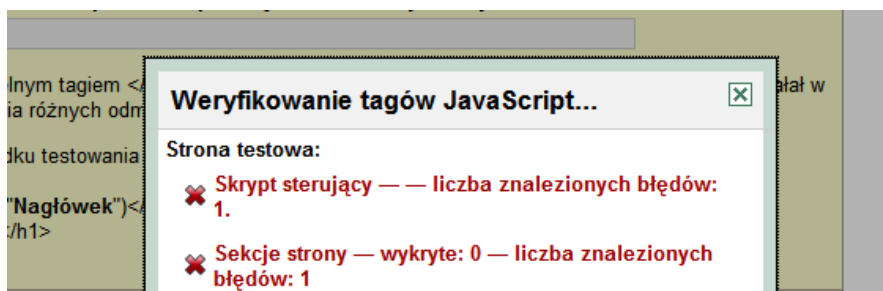 lnym tagiem </
ałał w
ia różnych odm
dku testowania
"Nagłówek")</
/h1>
Weryfikowanie tagów JavaScript...
Strona testowa:
Skrypt sterujący — — liczba znalezionych błędów:
1.
Sekcje strony — wykryte: 0 — liczba znalezionych
błędów: 1